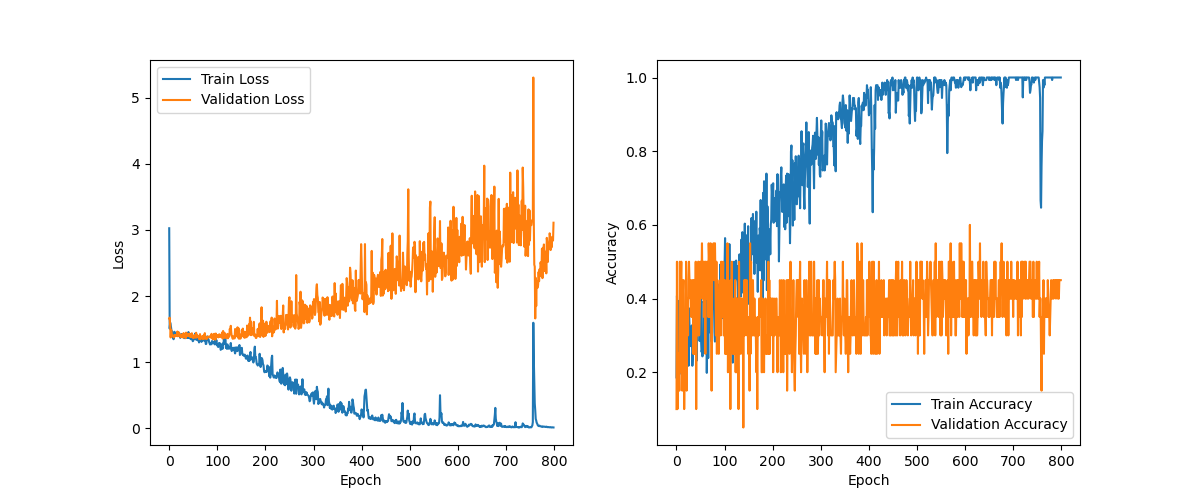 Train Loss
Validation Loss
5
4
3
2
1
0
Loss
0 100 200 300 400 500 600 700 800
Epoch
1.0
0.8
0.6
0.4
0.2
Accuracy
Train Accuracy
Validation Accuracy
0 100 200 300 400 500 600 700 800
Epoch